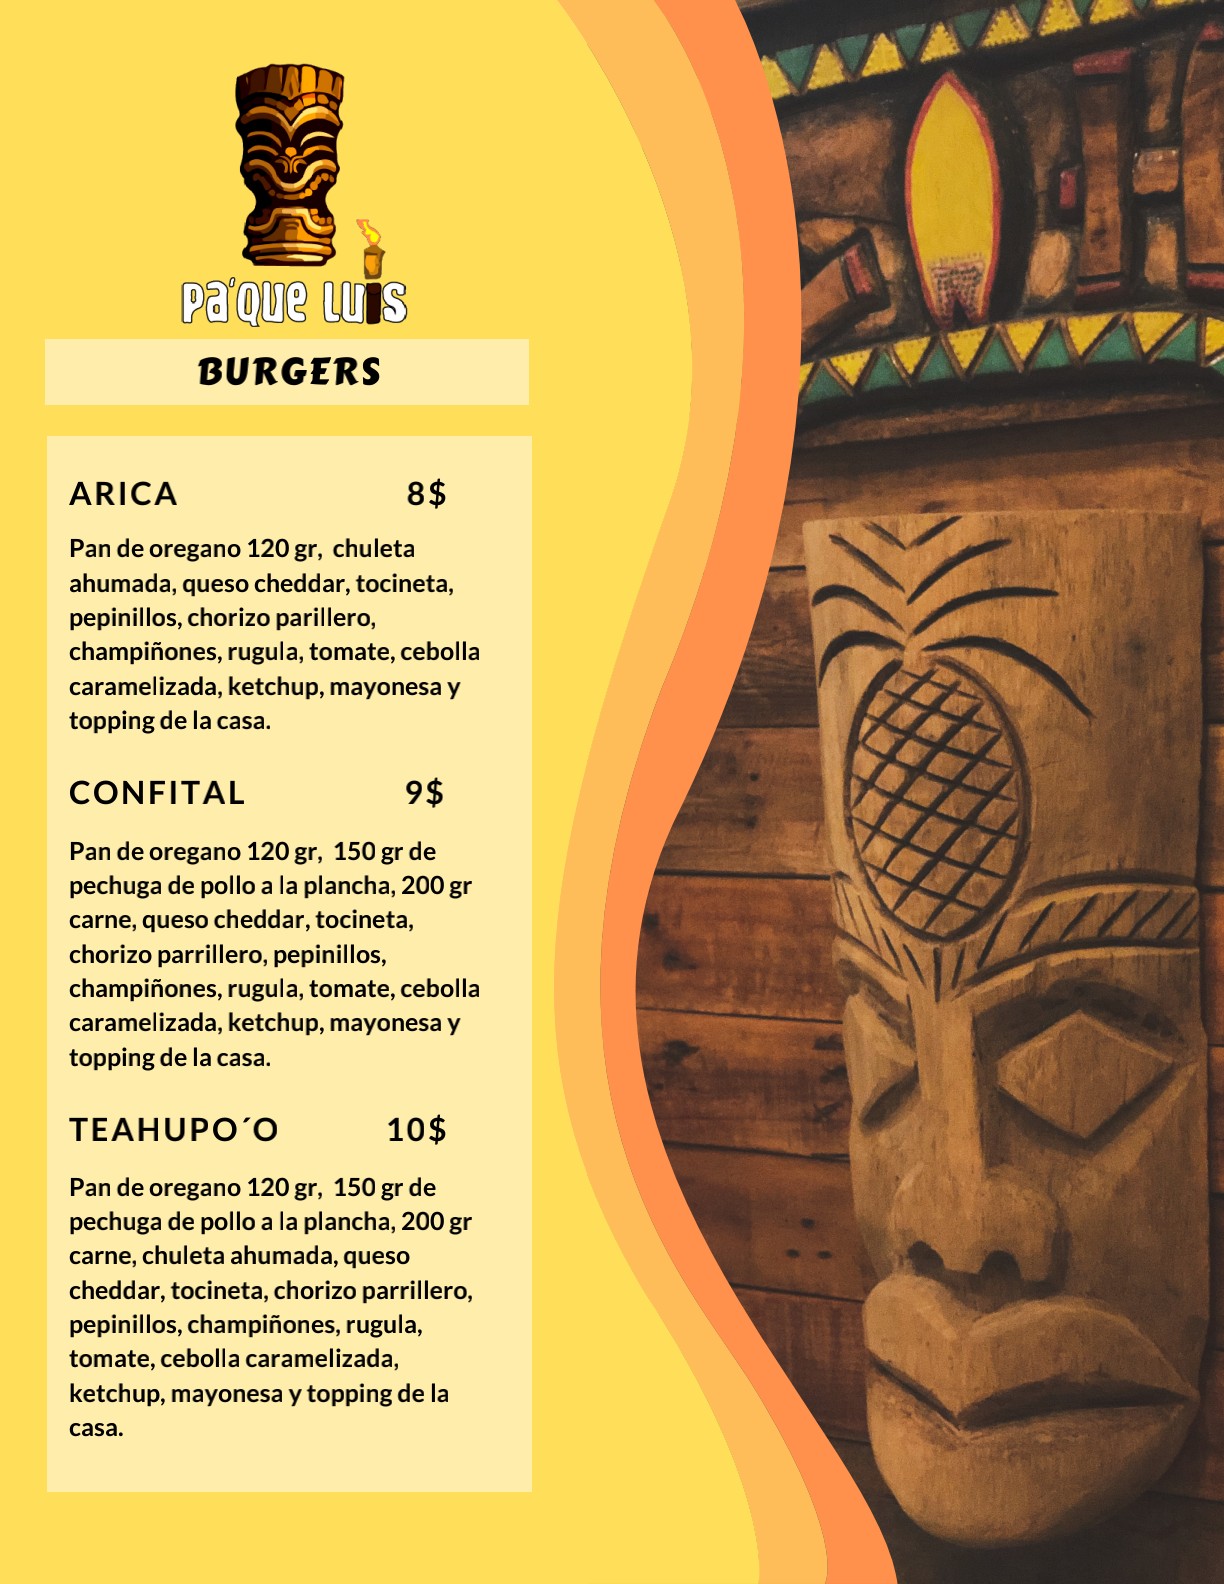 Pa'que Luis
BURGERS
ARICA 8$
Pan de oregano 120 gr, chuleta
ahumada, queso cheddar, tocineta,
pepinillos, chorizo parillero,
champiñones, rugula, tomate, cebolla
caramelizada, ketchup, mayonesa y
topping de la casa.
CONFITAL 9$
Pan de oregano 120 gr, 150 gr de
pechuga de pollo a la plancha, 200 gr
carne, queso cheddar, tocineta,
chorizo parrillero, pepinillos,
champiñones, rugula, tomate, cebolla
caramelizada, ketchup, mayonesa y
topping de la casa.
TEAHUPO´O 10$
Pan de oregano 120 gr, 150 gr de
pechuga de pollo a la plancha, 200 gr
carne, chuleta ahumada, queso
cheddar, tocineta, chorizo parrillero,
pepinillos, champiñones, rugula,
tomate, cebolla caramelizada,
ketchup, mayonesa y topping de la
casa.